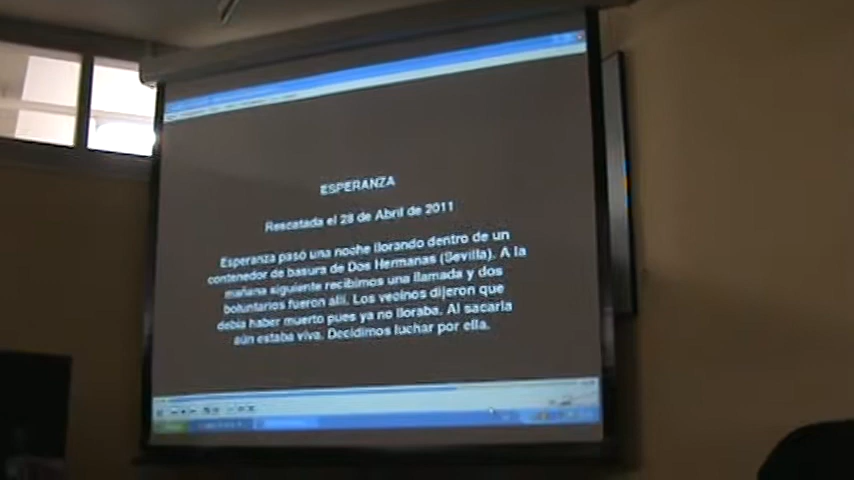 ESPERANZA
Rescatada el 28 de Abril de 2011
Esperanza pasó una noche llorando dentro de un
contenedor de basura de Dos Hermanas (Sevilla). A la
mañana siguiente recibimos una llamada y dos
boluntarios fueron allí. Los vecinos dijeron que
debía haber muerto pues ya no lloraba. Al sacarla
aún estaba viva. Decidimos luchar por ella.